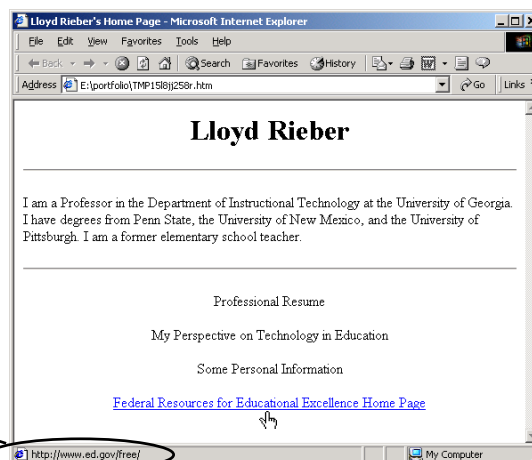 Lloyd Rieber's Home Page - Microsoft Internet Explorer
File Edit View Favorites Tools Help
Back Search Favorites History
Address E:\portfolio\TMP15l8jj258r.htm Go Links
Lloyd Rieber
I am a Professor in the Department of Instructional Technology at the University of Georgia.
I have degrees from Penn State, the University of New Mexico, and the University of
Pittsburgh. I am a former elementary school teacher.
Professional Resume
My Perspective on Technology in Education
Some Personal Information
Federal Resources for Educational Excellence Home Page
http://www.ed.gov/free/ My Computer